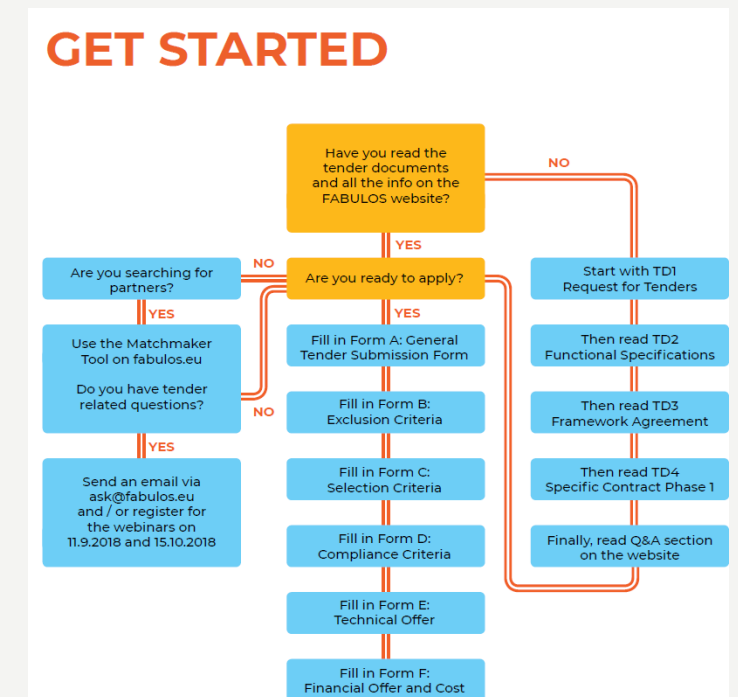 GET STARTED
Have you read the
tender documents
and all the info on the
FABULOS website?
NO
YES
Are you searching for
partners?
NO
Are you ready to apply?
Start with TD1
Request for Tenders
YES
YES
Use the Matchmaker
Tool on fabulos.eu
Do you have tender
related questions?
NO
Fill in Form A: General
Tender Submission Form
Then read TD2
Functional Specifications
Fill in Form B:
Exclusion Criteria
Then read TD3
Framework Agreement
YES
Send an email via
ask@fabulos.eu
and / or register for
the webinars on
11.9.2018 and 15.10.2018
Fill in Form C:
Selection Criteria
Then read TD4
Specific Contract Phase 1
Fill in Form D:
Compliance Criteria
Finally, read Q&A section
on the website
Fill in Form E:
Technical Offer
Fill in Form F:
Financial Offer and Cost